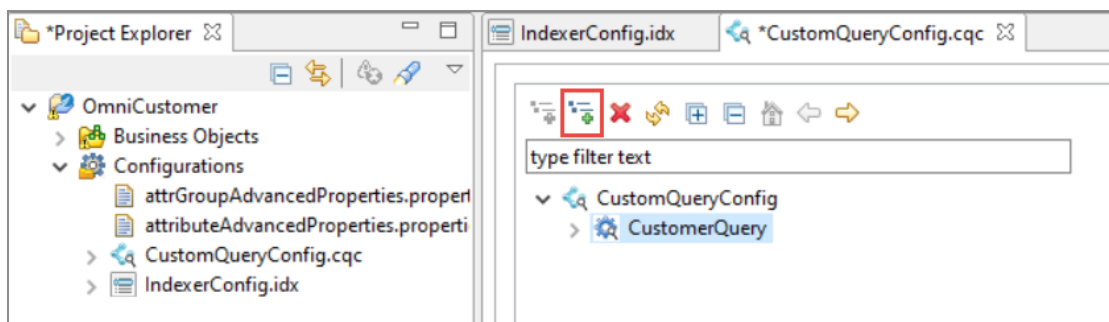 *Project Explorer
IndexerConfig.idx
*CustomQueryConfig.cqc
OmniCustomer
Business Objects
Configurations
attrGroupAdvancedProperties.propert
attributeAdvancedProperties.properti
CustomQueryConfig.cqc
IndexerConfig.idx
type filter text
CustomQueryConfig
CustomerQuery